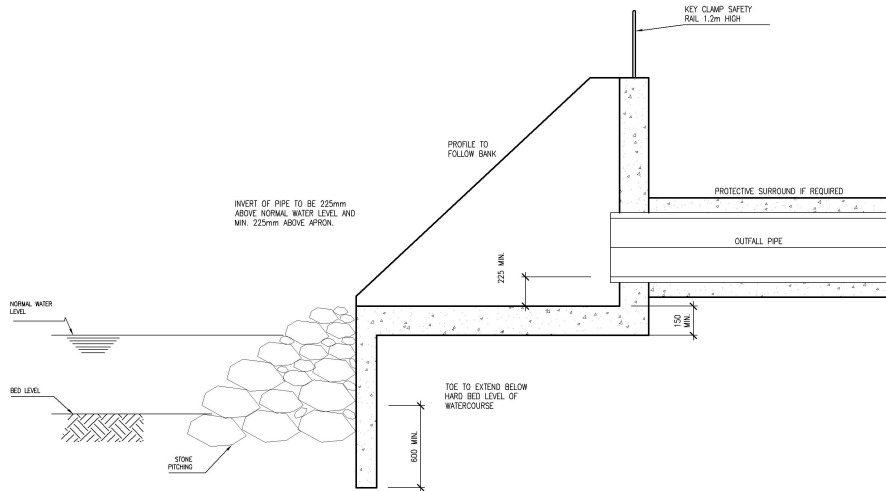 KEY CLAMP SAFETY
RAIL 1.2m HIGH
PROFILE TO
FOLLOW BANK
PROTECTIVE SURROUND IF REQUIRED
INVERT OF PIPE TO BE 225mm
ABOVE NORMAL WATER LEVEL AND
MIN. 225mm ABOVE APRON.
OUTFALL PIPE
225 MIN.
NORMAL WATER
LEVEL
150
MIN.
BED LEVEL
TOE TO EXTEND BELOW
HARD BED LEVEL OF
WATERCOURSE
600 MIN.
STONE
PITCHING